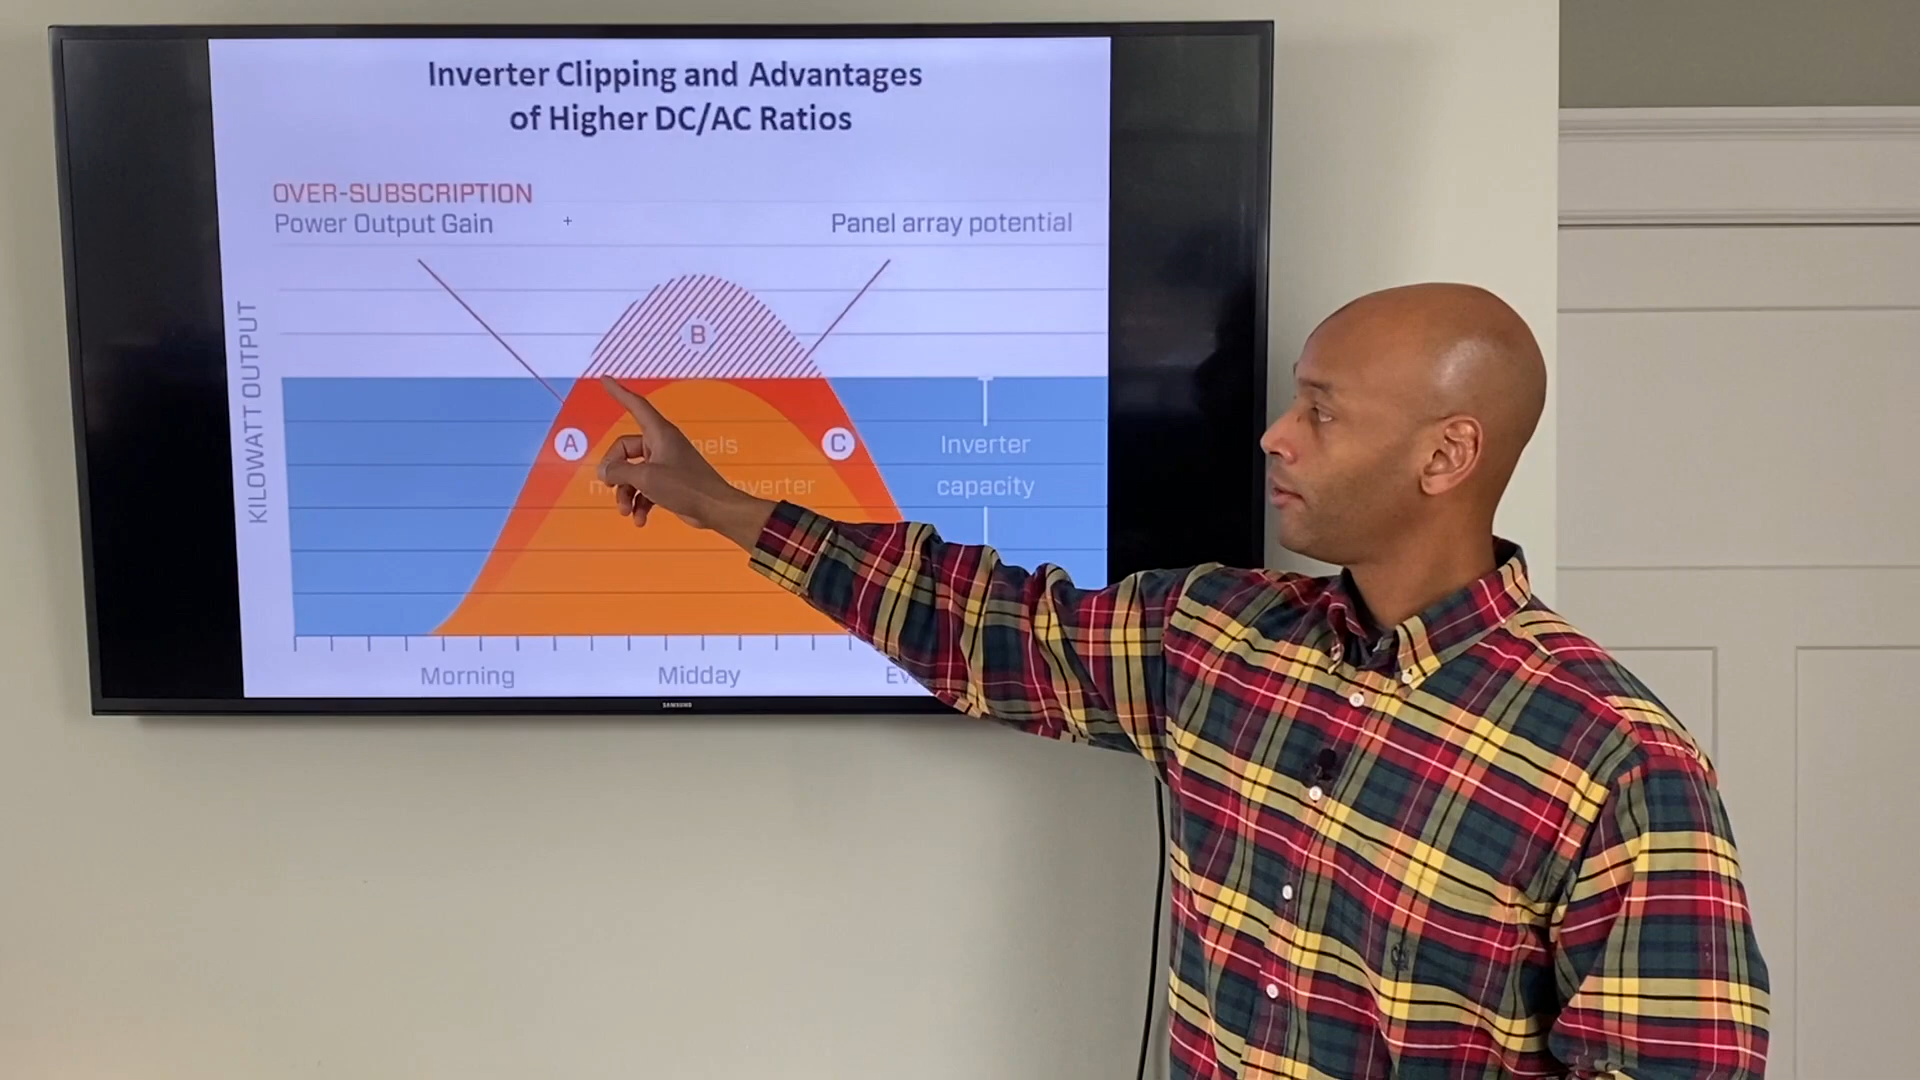 Inverter Clipping and Advantages
of Higher DC/AC Ratios
OVER-SUBSCRIPTION
Power Output Gain
Panel array potential
KILOWATT OUTPUT
B
A
C
Inverter
capacity
Morning
Midday
SAMSUNG